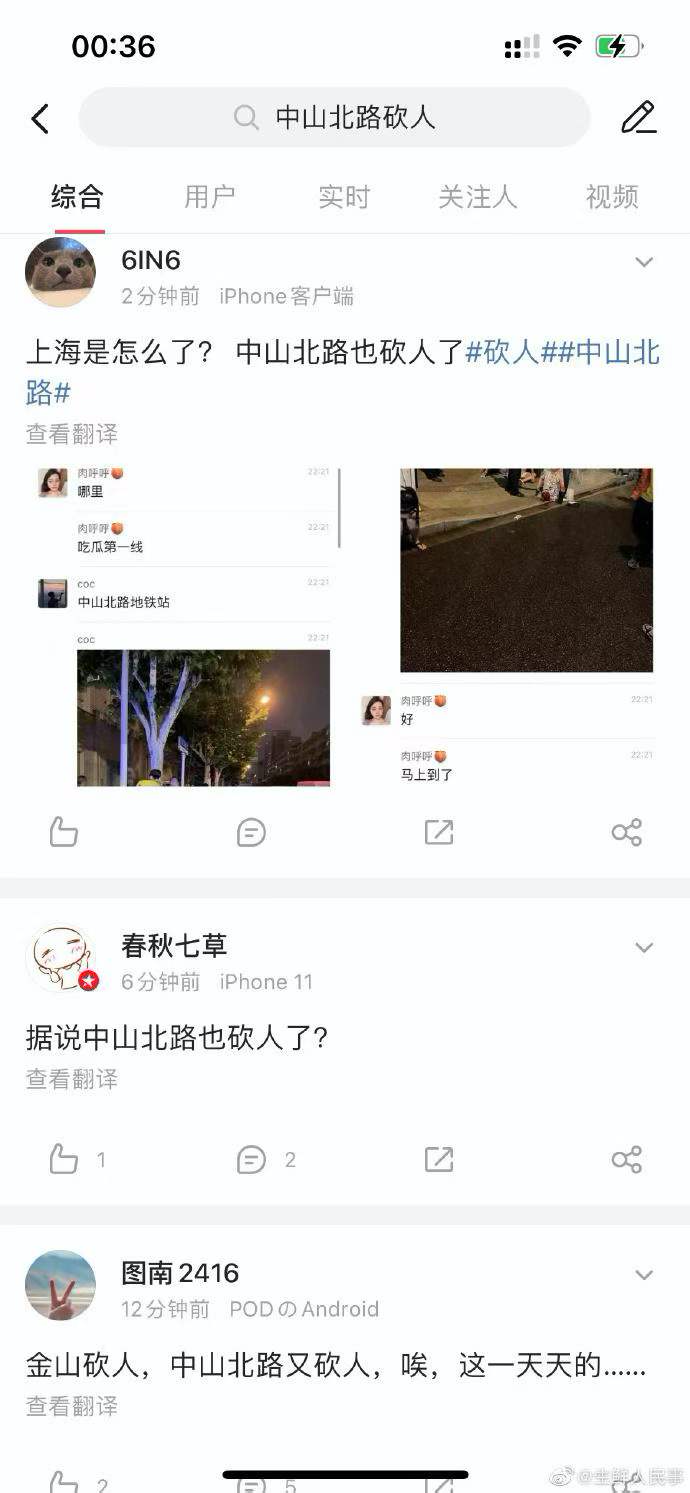 00:36
中山北路砍人
综合 用户 实时 关注人 视频
6IN6
2分钟前 iPhone客户端
上海是怎么了? 中山北路也砍人了#砍人##中山北
路#
查看翻译
肉呼呼🍑 22:21
哪里
肉呼呼🍑 22:21
吃瓜第一线
coc 22:21
中山北路地铁站
coc 22:21
肉呼呼🍑 22:21
好
肉呼呼🍑 22:21
马上到了
春秋七草
6分钟前 iPhone 11
据说中山北路也砍人了?
查看翻译
1 2
图南2416
12分钟前 PODのAndroid
金山砍人，中山北路又砍人，唉，这一天天的......
查看翻译
2 5